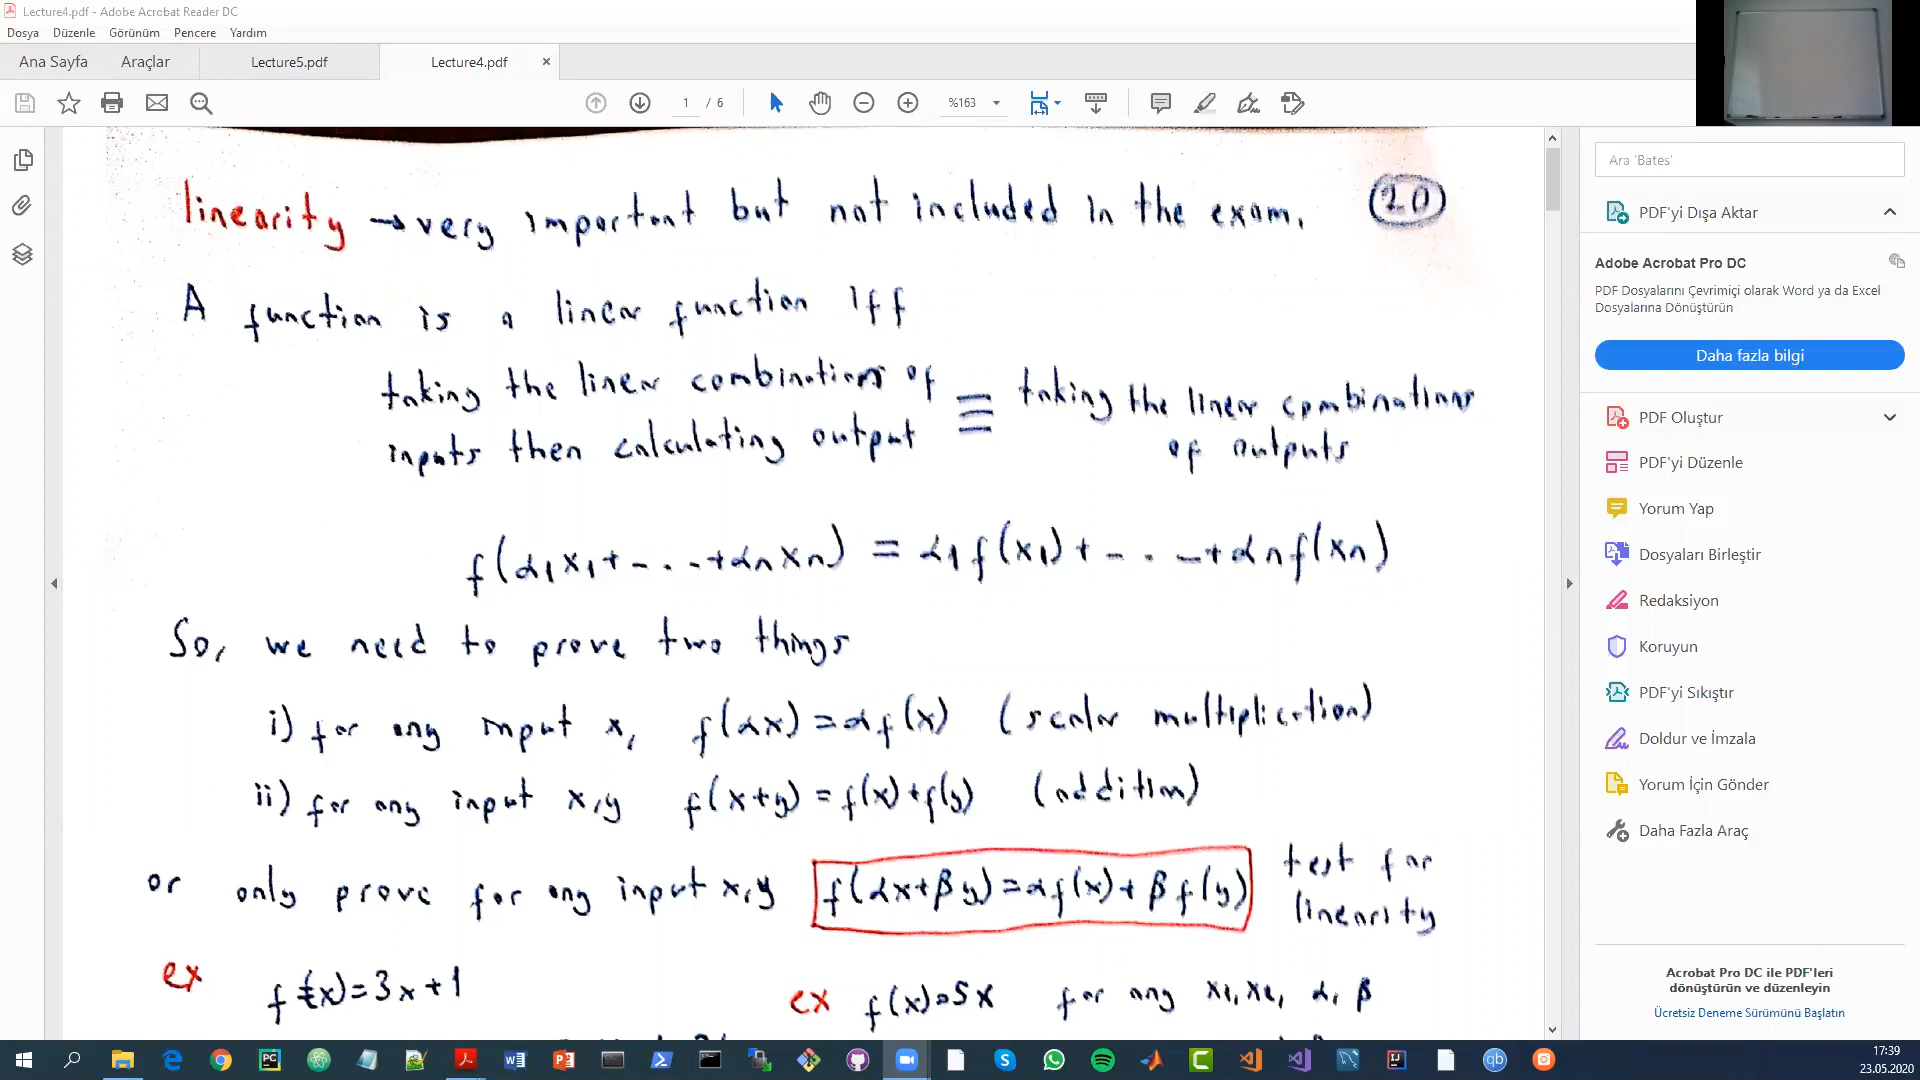 Lecture4.pdf - Adobe Acrobat Reader DC
Dosya Düzenle Görünüm Pencere Yardım
Ana Sayfa Araçlar Lecture5.pdf Lecture4.pdf ×
1 / 6 %163
linearity → very important but not included in the exam. 20
A function is a linear function iff
taking the linear combinations of ≡ taking the linear combinations
inputs then calculating output of outputs
f(α1x1+-..+αnxn) = α1f(x1)+-..-+αnf(xn)
So, we need to prove two things
i) for any input x, f(αx)=αf(x) (scalar multiplication)
ii) for any input x,y f(x+y)=f(x)+f(y) (addition)
or only prove for any input x,y f(αx+βy)=αf(x)+βf(y) test for
linearity
ex f(x)=3x+1 ex f(x)=5x for any x1,x2, α, β
Ara 'Bates'
PDF'yi Dışa Aktar
Adobe Acrobat Pro DC
PDF Dosyalarını Çevrimiçi olarak Word ya da Excel
Dosyalarına Dönüştürün
Daha fazla bilgi
PDF Oluştur
PDF'yi Düzenle
Yorum Yap
Dosyaları Birleştir
Redaksiyon
Koruyun
PDF'yi Sıkıştır
Doldur ve İmzala
Yorum İçin Gönder
Daha Fazla Araç
Acrobat Pro DC ile PDF'leri
dönüştürün ve düzenleyin
Ücretsiz Deneme Sürümünü Başlatın
17:39
23.05.2020